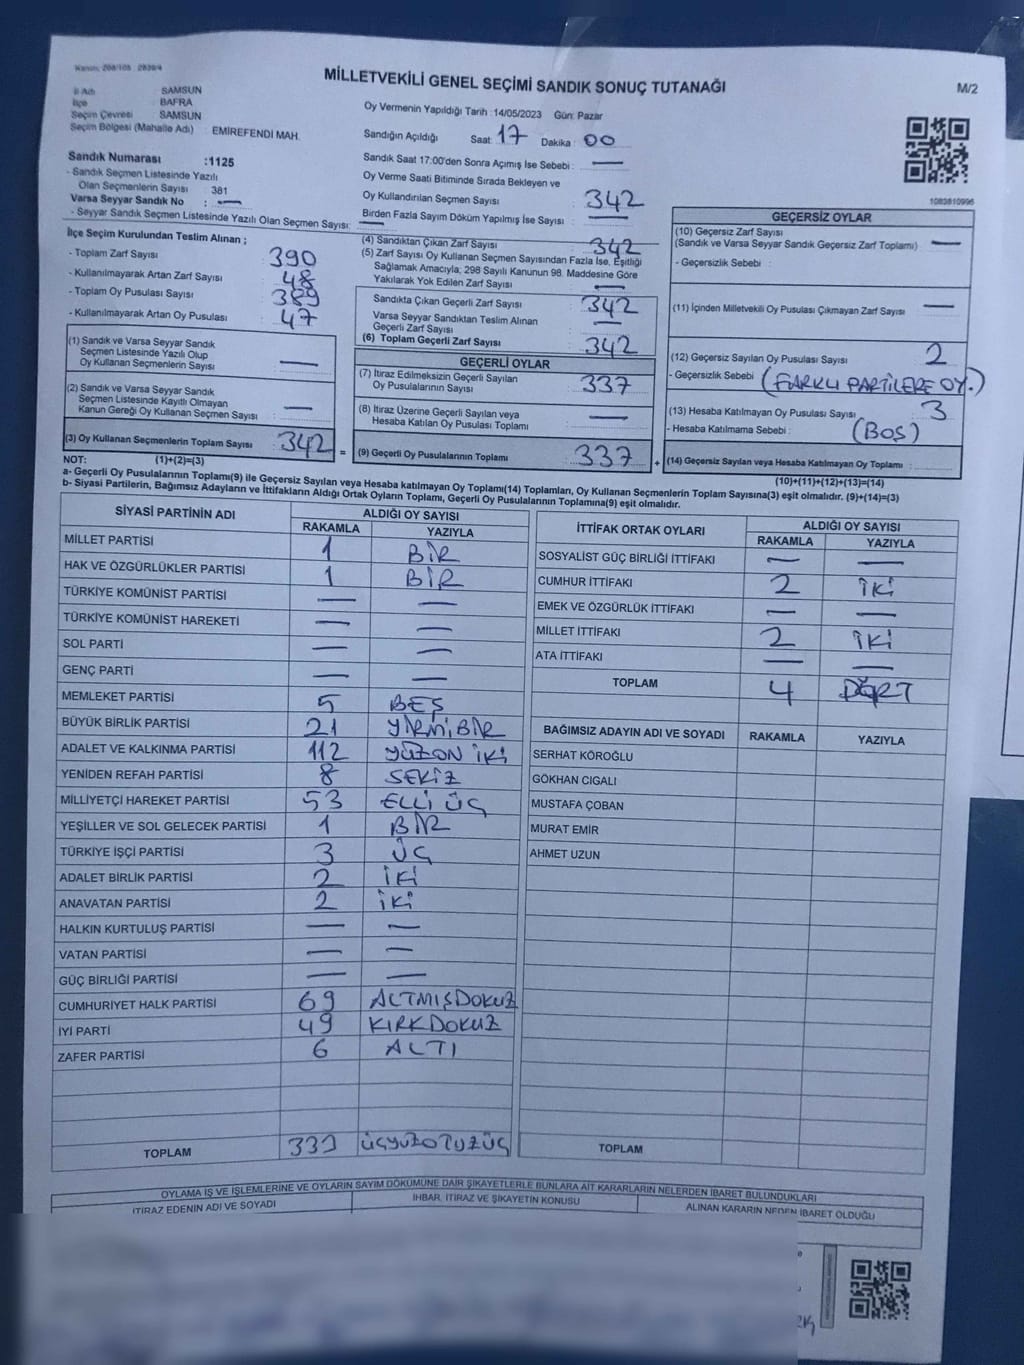 Kanun: 298/105 : 2839/4
MİLLETVEKİLİ GENEL SEÇİMİ SANDIK SONUÇ TUTANAĞI
M/2
İl Adı SAMSUN
İlçe BAFRA
Seçim Çevresi SAMSUN
Seçim Bölgesi (Mahalle Adı) : EMİREFENDİ MAH.
Sandık Numarası :1125
- Sandık Seçmen Listesinde Yazılı
Olan Seçmenlerin Sayısı : 381
Varsa Seyyar Sandık No : —
- Seyyar Sandık Seçmen Listesinde Yazılı Olan Seçmen Sayısı: —
Oy Vermenin Yapıldığı Tarih :14/05/2023 Gün: Pazar
Sandığın Açıldığı Saat: 17 Dakika : 00
Sandık Saat 17:00'den Sonra Açımış İse Sebebi : —
Oy Verme Saati Bitiminde Sırada Bekleyen ve
Oy Kullandırılan Seçmen Sayısı : 342
Birden Fazla Sayım Döküm Yapılmış İse Sayısı : —
1083810996
İlçe Seçim Kurulundan Teslim Alınan ;
- Toplam Zarf Sayısı : 390
- Kullanılmayarak Artan Zarf Sayısı : 48
- Toplam Oy Pusulası Sayısı : 389
- Kullanılmayarak Artan Oy Pusulası : 47
(1) Sandık ve Varsa Seyyar Sandık
Seçmen Listesinde Yazılı Olup
Oy Kullanan Seçmenlerin Sayısı : —
(2) Sandık ve Varsa Seyyar Sandık
Seçmen Listesinde Kayıtlı Olmayan
Kanun Gereği Oy Kullanan Seçmen Sayısı : —
(3) Oy Kullanan Seçmenlerin Toplam Sayısı : 342 =
(4) Sandıktan Çıkan Zarf Sayısı : 342
(5) Zarf Sayısı Oy Kullanan Seçmen Sayısından Fazla İse, Eşitliği
Sağlamak Amacıyla; 298 Sayılı Kanunun 98. Maddesine Göre
Yakılarak Yok Edilen Zarf Sayısı : —
Sandıkta Çıkan Geçerli Zarf Sayısı : 342
Varsa Seyyar Sandıktan Teslim Alınan
Geçerli Zarf Sayısı : —
(6) Toplam Geçerli Zarf Sayısı : 342
GEÇERLİ OYLAR
(7) İtiraz Edilmeksizin Geçerli Sayılan
Oy Pusulalarının Sayısı : 337
(8) İtiraz Üzerine Geçerli Sayılan veya
Hesaba Katılan Oy Pusulası Toplamı : —
(9) Geçerli Oy Pusulalarının Toplamı : 337 +
GEÇERSİZ OYLAR
(10) Geçersiz Zarf Sayısı
(Sandık ve Varsa Seyyar Sandık Geçersiz Zarf Toplamı) : —
- Geçersizlik Sebebi :
(11) İçinden Milletvekili Oy Pusulası Çıkmayan Zarf Sayısı : —
(12) Geçersiz Sayılan Oy Pusulası Sayısı : 2
- Geçersizlik Sebebi : (FARKLI PARTİLERE OY.)
(13) Hesaba Katılmayan Oy Pusulası Sayısı : 3
- Hesaba Katılmama Sebebi : (BOŞ)
(14) Geçersiz Sayılan veya Hesaba Katılmayan Oy Toplamı :
NOT: (1)+(2)=(3)
(10)+(11)+(12)+(13)=(14)
a- Geçerli Oy Pusulalarının Toplamı(9) ile Geçersiz Sayılan veya Hesaba katılmayan Oy Toplamı(14) Toplamları, Oy Kullanan Seçmenlerin Toplam Sayısına(3) eşit olmalıdır. (9)+(14)=(3)
b- Siyasi Partilerin, Bağımsız Adayların ve İttifakların Aldığı Ortak Oyların Toplamı, Geçerli Oy Pusulalarının Toplamına(9) eşit olmalıdır.
SİYASİ PARTİNİN ADI ALDIĞI OY SAYISI
RAKAMLA YAZIYLA
MİLLET PARTİSİ 1 BİR
HAK VE ÖZGÜRLÜKLER PARTİSİ 1 BİR
TÜRKİYE KOMÜNİST PARTİSİ — —
TÜRKİYE KOMÜNİST HAREKETİ — —
SOL PARTİ — —
GENÇ PARTİ — —
MEMLEKET PARTİSİ 5 BEŞ
BÜYÜK BİRLİK PARTİSİ 21 YİRMİBİR
ADALET VE KALKINMA PARTİSİ 112 YÜZON İKİ
YENİDEN REFAH PARTİSİ 8 SEKİZ
MİLLİYETÇİ HAREKET PARTİSİ 53 ELLİ ÜÇ
YEŞİLLER VE SOL GELECEK PARTİSİ 1 BİR
TÜRKİYE İŞÇİ PARTİSİ 3 ÜÇ
ADALET BİRLİK PARTİSİ 2 İKİ
ANAVATAN PARTİSİ 2 İKİ
HALKIN KURTULUŞ PARTİSİ — —
VATAN PARTİSİ — —
GÜÇ BİRLİĞİ PARTİSİ — —
CUMHURİYET HALK PARTİSİ 69 ALTMIŞDOKUZ
İYİ PARTİ 49 KIRKDOKUZ
ZAFER PARTİSİ 6 ALTI
TOPLAM 333 ÜÇYÜZOTUZÜÇ
İTTİFAK ORTAK OYLARI ALDIĞI OY SAYISI
RAKAMLA YAZIYLA
SOSYALİST GÜÇ BİRLİĞİ İTTİFAKI — —
CUMHUR İTTİFAKI 2 İKİ
EMEK VE ÖZGÜRLÜK İTTİFAKI — —
MİLLET İTTİFAKI 2 İKİ
ATA İTTİFAKI — —
TOPLAM 4 DÖRT
BAĞIMSIZ ADAYIN ADI VE SOYADI RAKAMLA YAZIYLA
SERHAT KÖROĞLU
GÖKHAN CIGALI
MUSTAFA ÇOBAN
MURAT EMİR
AHMET UZUN
TOPLAM
OYLAMA İŞ VE İŞLEMLERİNE VE OYLARIN SAYIM DÖKÜMÜNE DAİR ŞİKAYETLERLE BUNLARA AİT KARARLARIN NELERDEN İBARET BULUNDUKLARI
İTİRAZ EDENİN ADI VE SOYADI İHBAR, İTİRAZ VE ŞİKAYETİN KONUSU ALINAN KARARIN NEDEN İBARET OLDUĞU